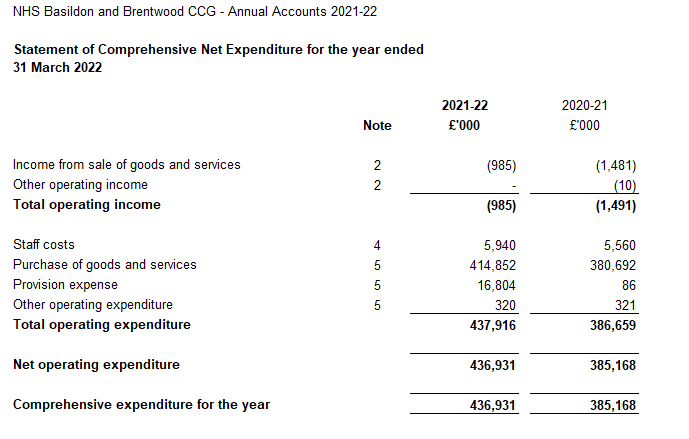 NHS Basildon and Brentwood CCG - Annual Accounts 2021-22
Statement of Comprehensive Net Expenditure for the year ended
31 March 2022
2021-22 2020-21
Note £'000 £'000
Income from sale of goods and services 2 (985) (1,481)
Other operating income 2 - (10)
Total operating income (985) (1,491)
Staff costs 4 5,940 5,560
Purchase of goods and services 5 414,852 380,692
Provision expense 5 16,804 86
Other operating expenditure 5 320 321
Total operating expenditure 437,916 386,659
Net operating expenditure 436,931 385,168
Comprehensive expenditure for the year 436,931 385,168